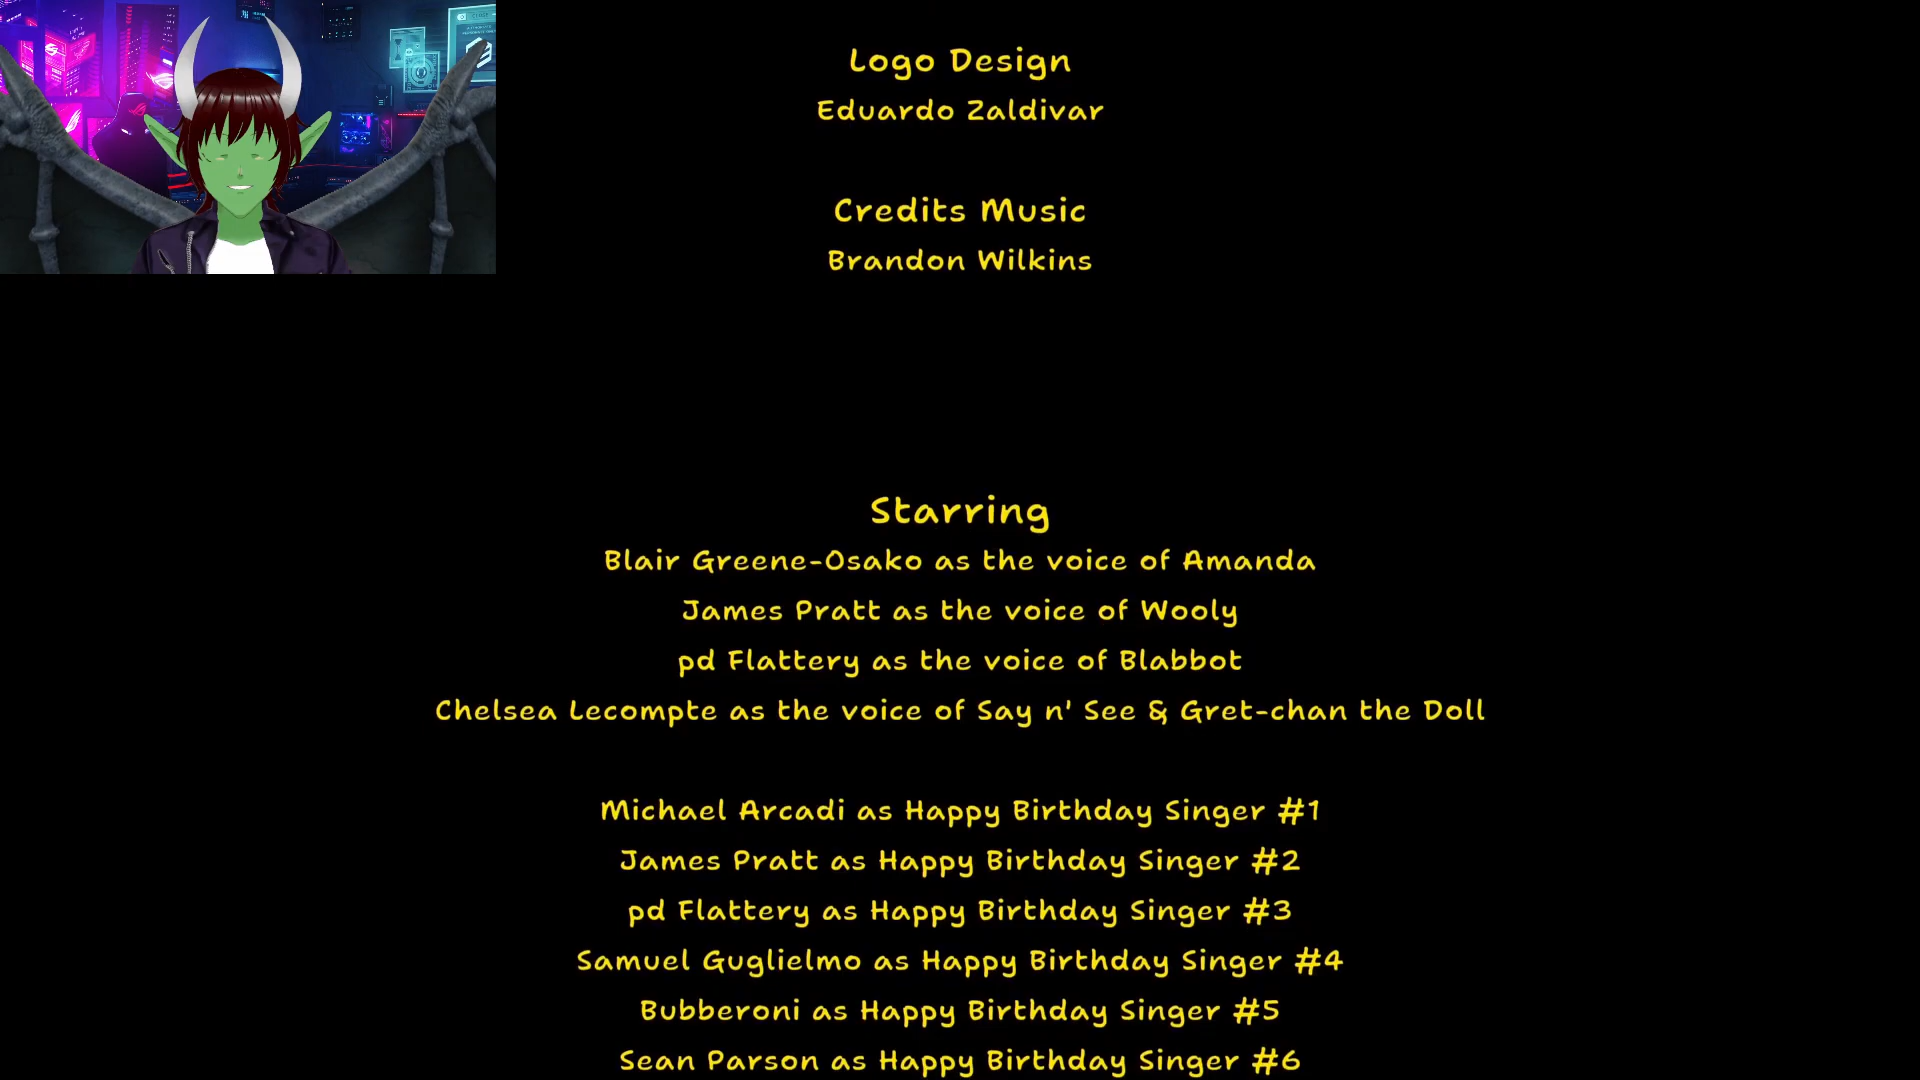 Logo Design
Eduardo Zaldivar
Credits Music
Brandon Wilkins
Starring
Blair Greene-Osako as the voice of Amanda
James Pratt as the voice of Wooly
pd Flattery as the voice of Blabbot
Chelsea Lecompte as the voice of Say n' See & Gret-chan the Doll
Michael Arcadi as Happy Birthday Singer #1
James Pratt as Happy Birthday Singer #2
pd Flattery as Happy Birthday Singer #3
Samuel Guglielmo as Happy Birthday Singer #4
Bubberoni as Happy Birthday Singer #5
Sean Parson as Happy Birthday Singer #6